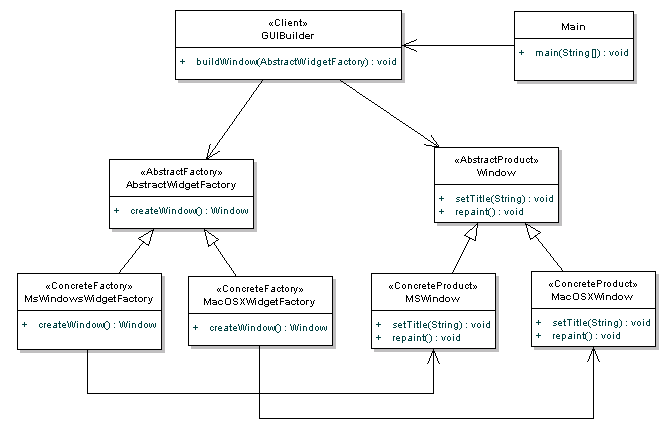 «Client»
GUIBuilder
+ buildWindow(AbstractWidgetFactory) : void
Main
+ main(String[]) : void
«AbstractFactory»
AbstractWidgetFactory
+ createWindow() : Window
«AbstractProduct»
Window
+ setTitle(String) : void
+ repaint() : void
«ConcreteFactory»
MsWindowsWidgetFactory
+ createWindow() : Window
«ConcreteFactory»
MacOSXWidgetFactory
+ createWindow() : Window
«ConcreteProduct»
MSWindow
+ setTitle(String) : void
+ repaint() : void
«ConcreteProduct»
MacOSXWindow
+ setTitle(String) : void
+ repaint() : void